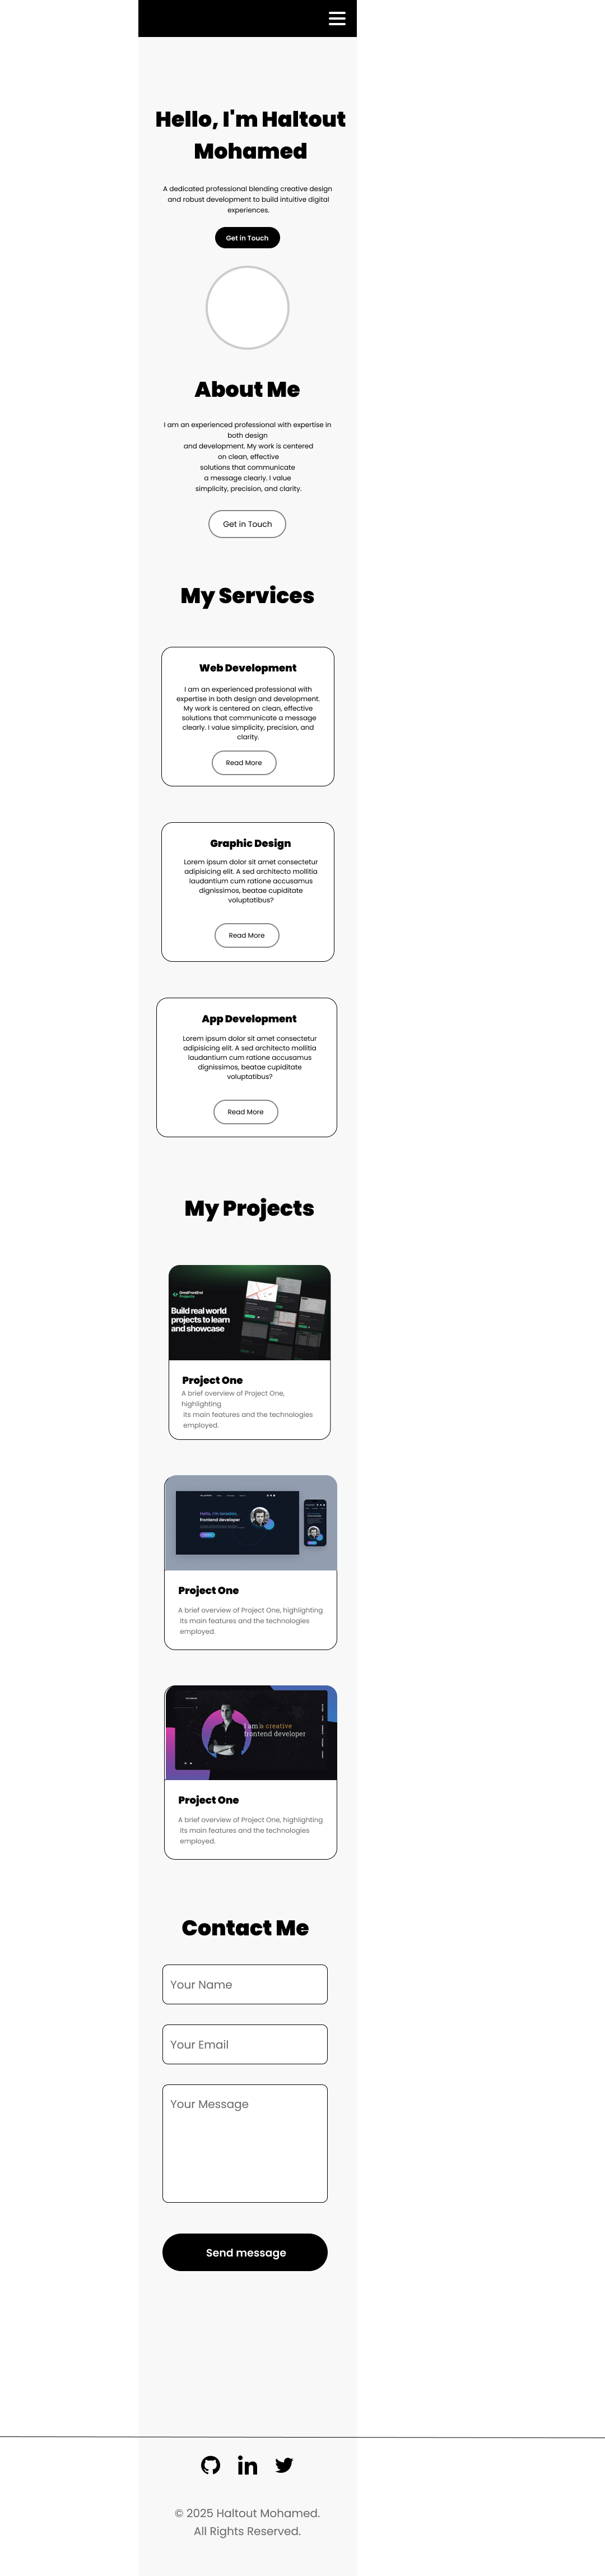 Hello, I'm Haltout
Mohamed
A dedicated professional blending creative design
and robust development to build intuitive digital
experiences.
Get in Touch
About Me
I am an experienced professional with expertise in
both design
and development. My work is centered
on clean, effective
solutions that communicate
a message clearly. I value
simplicity, precision, and clarity.
Get in Touch
My Services
Web Development
I am an experienced professional with
expertise in both design and development.
My work is centered on clean, effective
solutions that communicate a message
clearly. I value simplicity, precision, and
clarity.
Read More
Graphic Design
Lorem ipsum dolor sit amet consectetur
adipisicing elit. A sed architecto mollitia
laudantium cum ratione accusamus
dignissimos, beatae cupiditate
voluptatibus?
Read More
App Development
Lorem ipsum dolor sit amet consectetur
adipisicing elit. A sed architecto mollitia
laudantium cum ratione accusamus
dignissimos, beatae cupiditate
voluptatibus?
Read More
My Projects
GreatFrontEnd
Projects
Build real world
projects to learn
and showcase
Project One
A brief overview of Project One,
highlighting
its main features and the technologies
employed.
frontend developer
Project One
A brief overview of Project One, highlighting
its main features and the technologies
employed.
I am a creative
frontend developer
Project One
A brief overview of Project One, highlighting
its main features and the technologies
employed.
Contact Me
Your Name
Your Email
Your Message
Send message
© 2025 Haltout Mohamed.
All Rights Reserved.